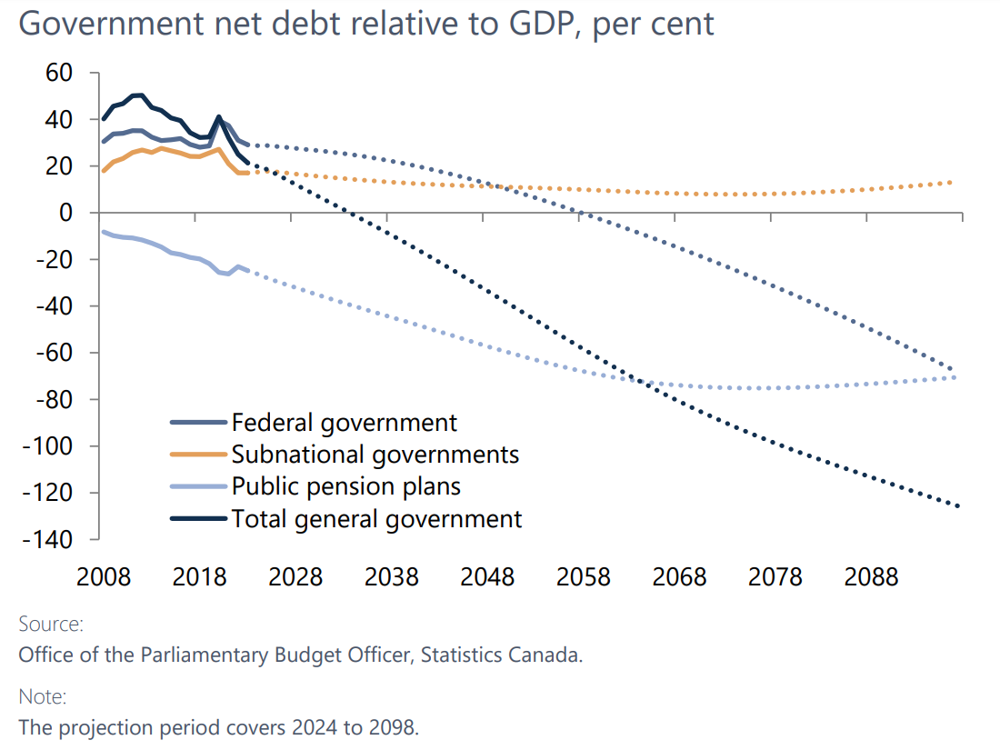 Government net debt relative to GDP, per cent
60
40
20
0
-20
-40
-60
-80
-100
-120
-140
Federal government
Subnational governments
Public pension plans
Total general government
2008 2018 2028 2038 2048 2058 2068 2078 2088
Source:
Office of the Parliamentary Budget Officer, Statistics Canada.
Note:
The projection period covers 2024 to 2098.